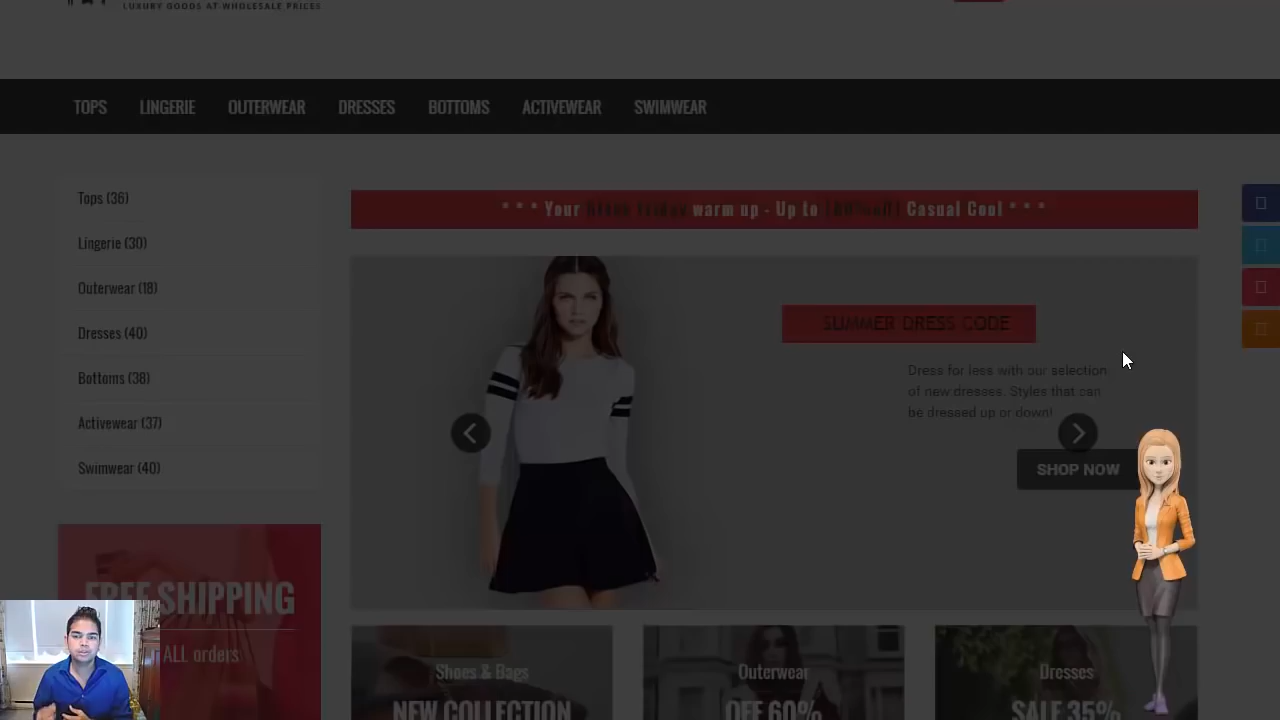 LUXURY GOODS AT WHOLESALE PRICES
TOPS LINGERIE OUTERWEAR DRESSES BOTTOMS ACTIVEWEAR SWIMWEAR
Tops (36)
Lingerie (30)
Outerwear (18)
Dresses (40)
Bottoms (38)
Activewear (37)
Swimwear (40)
* * * Your Black Friday warm up - Up to Casual Cool * * *
SUMMER DRESS CODE
Dress for less with our selection
of new dresses. Styles that can
be dressed up or down!
SHOP NOW
FREE SHIPPING
ALL orders
Shoes & Bags
NEW COLLECTION
Outerwear
OFF 60%
Dresses
SALE 35%